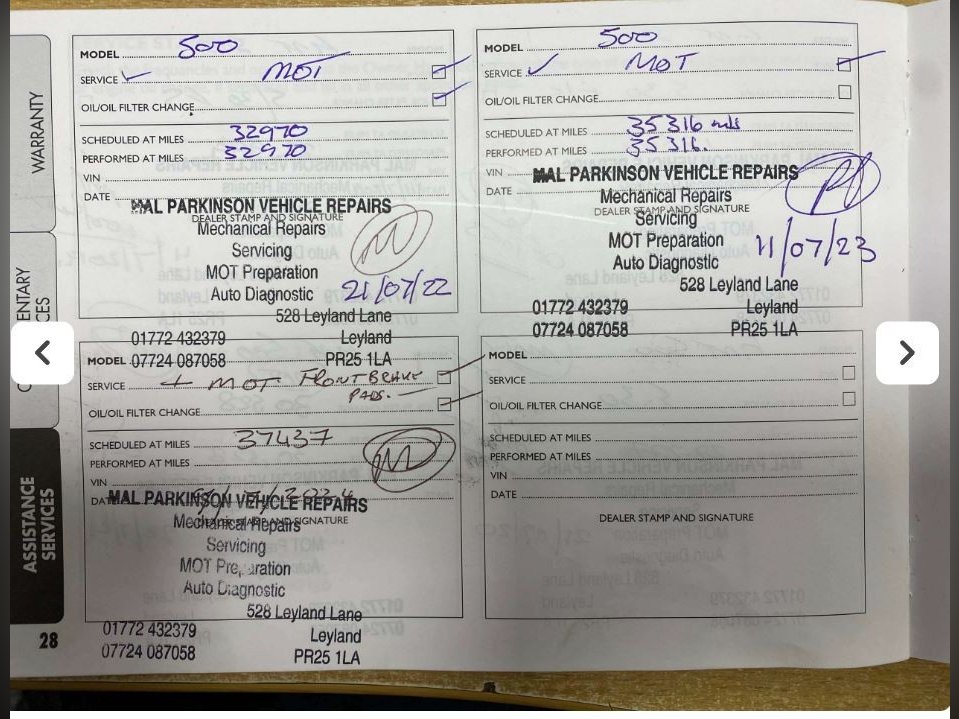 WARRANTY
ENTARY
CES
ASSISTANCE
SERVICES
28
MODEL 500
SERVICE ✓ MOT
OIL/OIL FILTER CHANGE
SCHEDULED AT MILES 32970
PERFORMED AT MILES 32970
VIN
DATE
MAL PARKINSON VEHICLE REPAIRS
DEALER STAMP AND SIGNATURE
Mechanical Repairs
Servicing
MOT Preparation
Auto Diagnostic 21/07/22
528 Leyland Lane
01772 432379 Leyland
07724 087058 PR25 1LA
MODEL 500
SERVICE ✓ MOT
OIL/OIL FILTER CHANGE
SCHEDULED AT MILES 35316 mls
PERFORMED AT MILES 35316.
VIN
DATE
MAL PARKINSON VEHICLE REPAIRS
Mechanical Repairs
DEALER STAMP AND SIGNATURE
Servicing
MOT Preparation
Auto Diagnostic 11/07/23
528 Leyland Lane
01772 432379 Leyland
07724 087058 PR25 1LA
MODEL
SERVICE + MOT FRONT BRAKE
PADS.
OIL/OIL FILTER CHANGE
SCHEDULED AT MILES 37437
PERFORMED AT MILES
VIN
DATE
MAL PARKINSON VEHICLE REPAIRS
Mechanical Repairs
DEALER STAMP AND SIGNATURE
Servicing
MOT Preparation
Auto Diagnostic
528 Leyland Lane
01772 432379 Leyland
07724 087058 PR25 1LA
MODEL
SERVICE
OIL/OIL FILTER CHANGE
SCHEDULED AT MILES
PERFORMED AT MILES
VIN
DATE
DEALER STAMP AND SIGNATURE